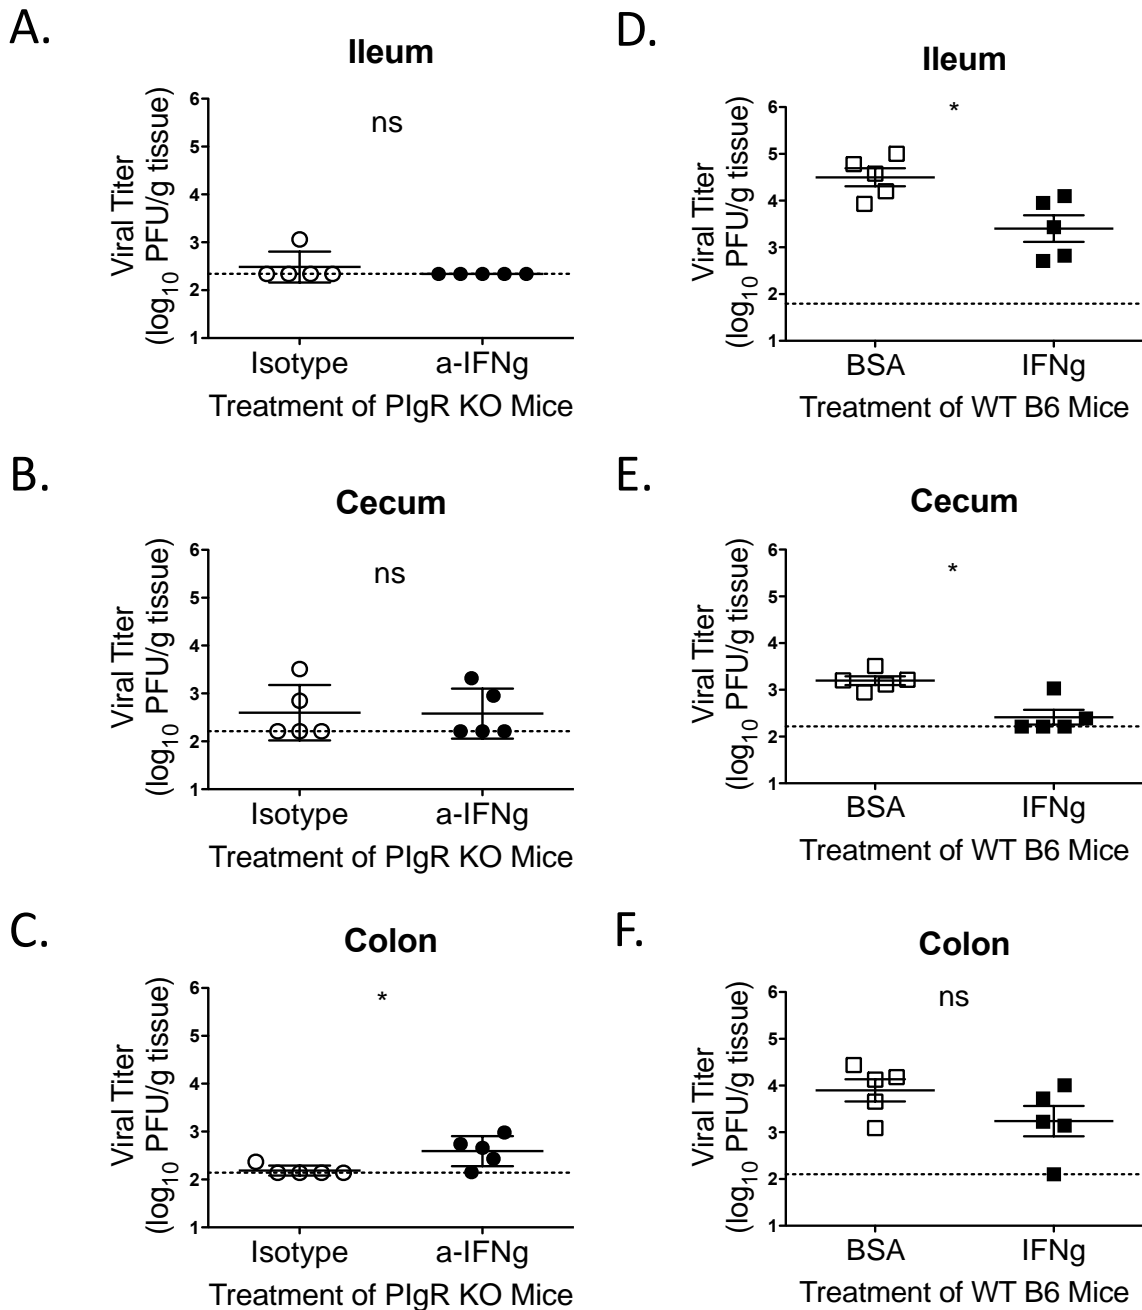 A.
Ileum
ns
Viral Titer
(log10 PFU/g tissue)
6
5
4
3
2
1
Isotype a-IFNg
Treatment of PIgR KO Mice
B.
Cecum
ns
Viral Titer
(log10 PFU/g tissue)
6
5
4
3
2
1
Isotype a-IFNg
Treatment of PIgR KO Mice
C.
Colon
*
Viral Titer
(log10 PFU/g tissue)
6
5
4
3
2
1
Isotype a-IFNg
Treatment of PIgR KO Mice
D.
Ileum
*
Viral Titer
(log10 PFU/g tissue)
6
5
4
3
2
1
BSA IFNg
Treatment of WT B6 Mice
E.
Cecum
*
Viral Titer
(log10 PFU/g tissue)
6
5
4
3
2
1
BSA IFNg
Treatment of WT B6 Mice
F.
Colon
ns
Viral Titer
(log10 PFU/g tissue)
6
5
4
3
2
1
BSA IFNg
Treatment of WT B6 Mice